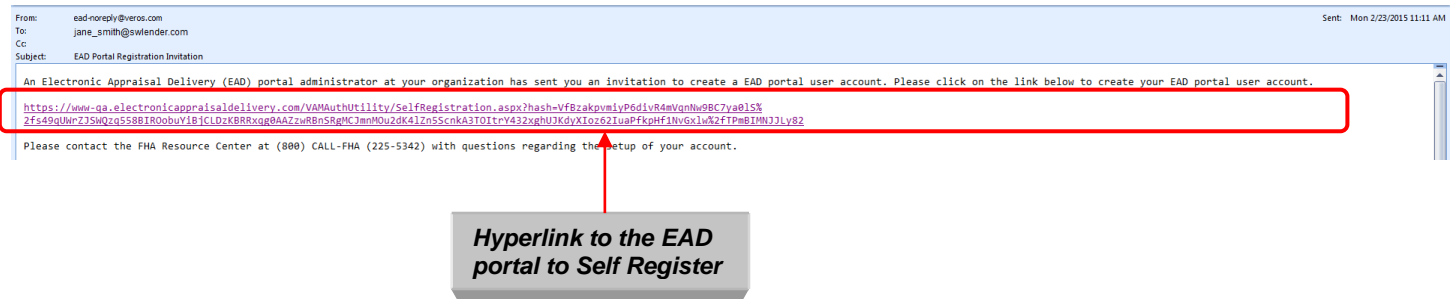 From: ead-noreply@veros.com Sent: Mon 2/23/2015 11:11 AM
To: jane_smith@swlender.com
Cc:
Subject: EAD Portal Registration Invitation
An Electronic Appraisal Delivery (EAD) portal administrator at your organization has sent you an invitation to create a EAD portal user account. Please click on the link below to create your EAD portal user account.
https://www-qa.electronicappraisaldelivery.com/VAMAuthUtility/SelfRegistration.aspx?hash=VfBzakpvmiyP6divR4mVqnNw9BC7ya0lS%
2fs49qUWrZJSWQzq558BIROobuYiBjCLDzKBRRxqg0AAZzwRBnSRgMCJmnMOu2dK4lZn5ScnkA3TOItrY432xghUJKdyXIoz62IuaPfkpHf1NvGxlw%2fTPmBIMNJJLy82
Please contact the FHA Resource Center at (800) CALL-FHA (225-5342) with questions regarding the setup of your account.
Hyperlink to the EAD
portal to Self Register